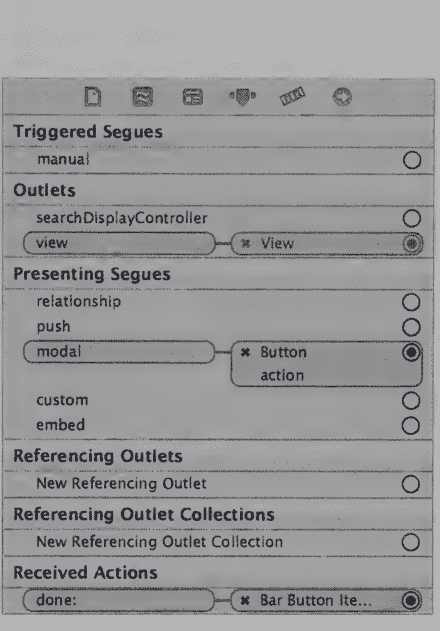 Triggered Segues
manual
Outlets
searchDisplayController
view ✖ View
Presenting Segues
relationship
push
modal ✖ Button
action
custom
embed
Referencing Outlets
New Referencing Outlet
Referencing Outlet Collections
New Referencing Outlet Collection
Received Actions
done: ✖ Bar Button Ite...